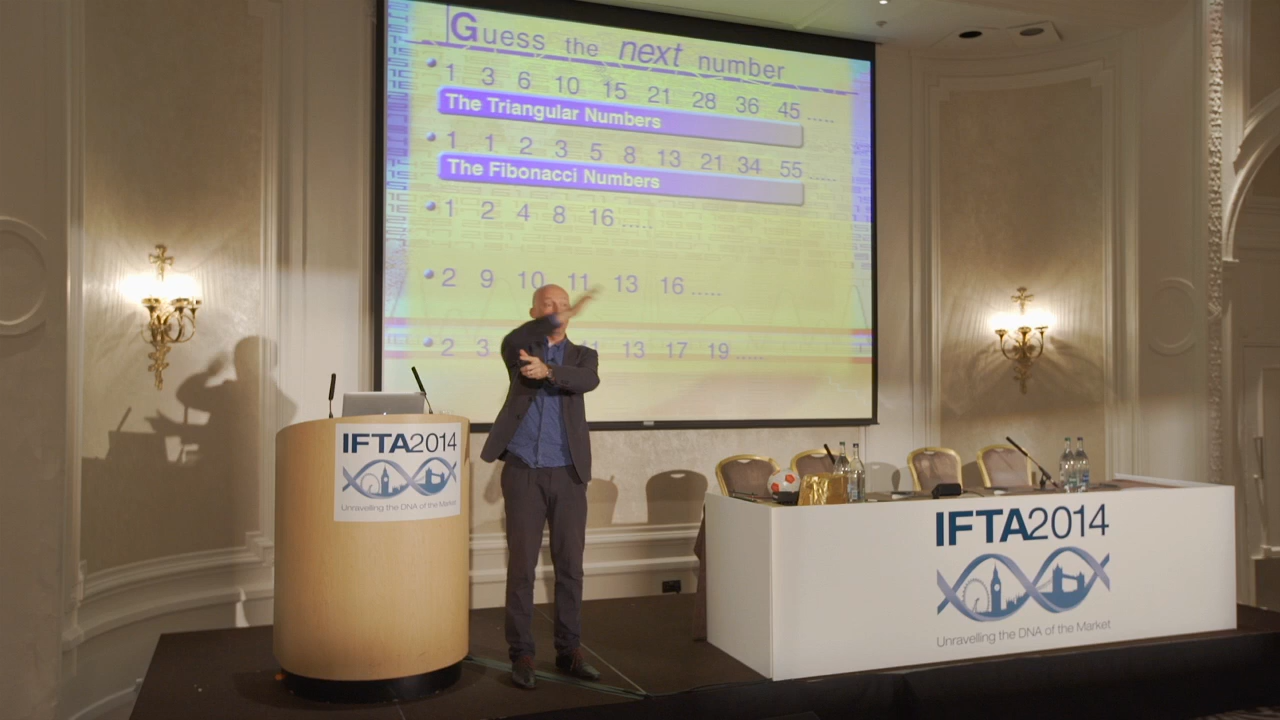 Guess the next number
1 3 6 10 15 21 28 36 45 .....
The Triangular Numbers
1 1 2 3 5 8 13 21 34 55 .....
The Fibonacci Numbers
1 2 4 8 16 .....
2 9 10 11 13 16 .....
2 3 11 13 17 19 .....
IFTA2014
Unravelling the DNA of the Market
IFTA2014
Unravelling the DNA of the Market